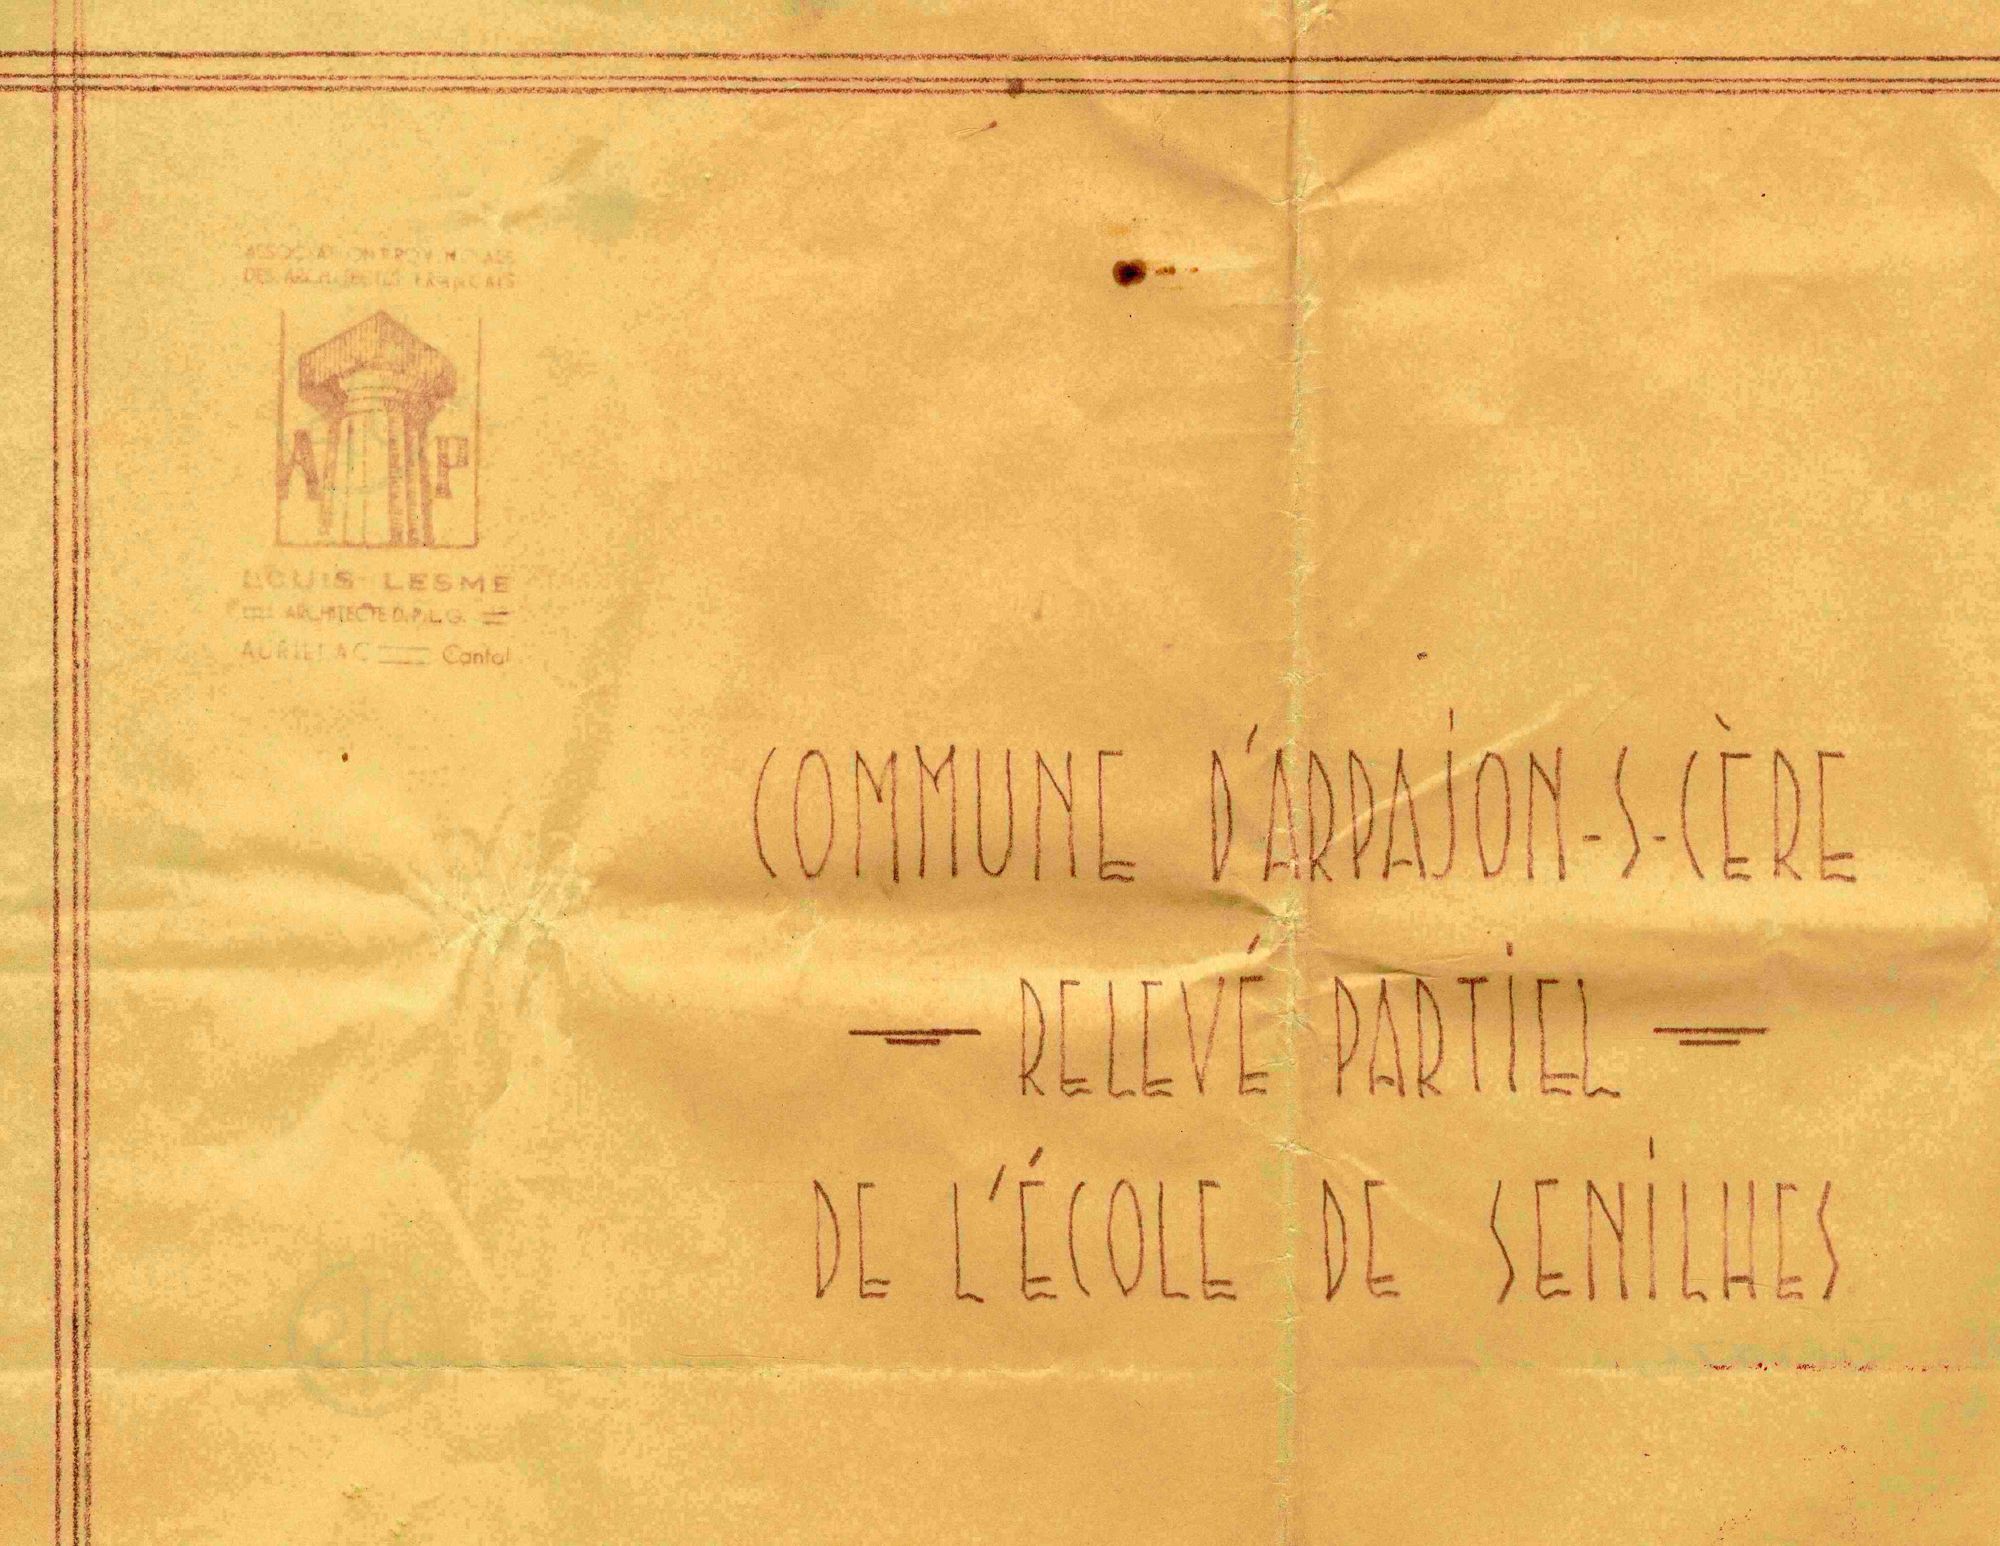 ASSOCIATION PROVINCIALE
DES ARCHITECTES FRANÇAIS
A P
LOUIS LESME
ARCHITECTE D.P.L.G.
AURILLAC Cantal
COMMUNE D'ARPAJON-S-CÈRE
RELEVÉ PARTIEL
DE L'ÉCOLE DE SENILHES